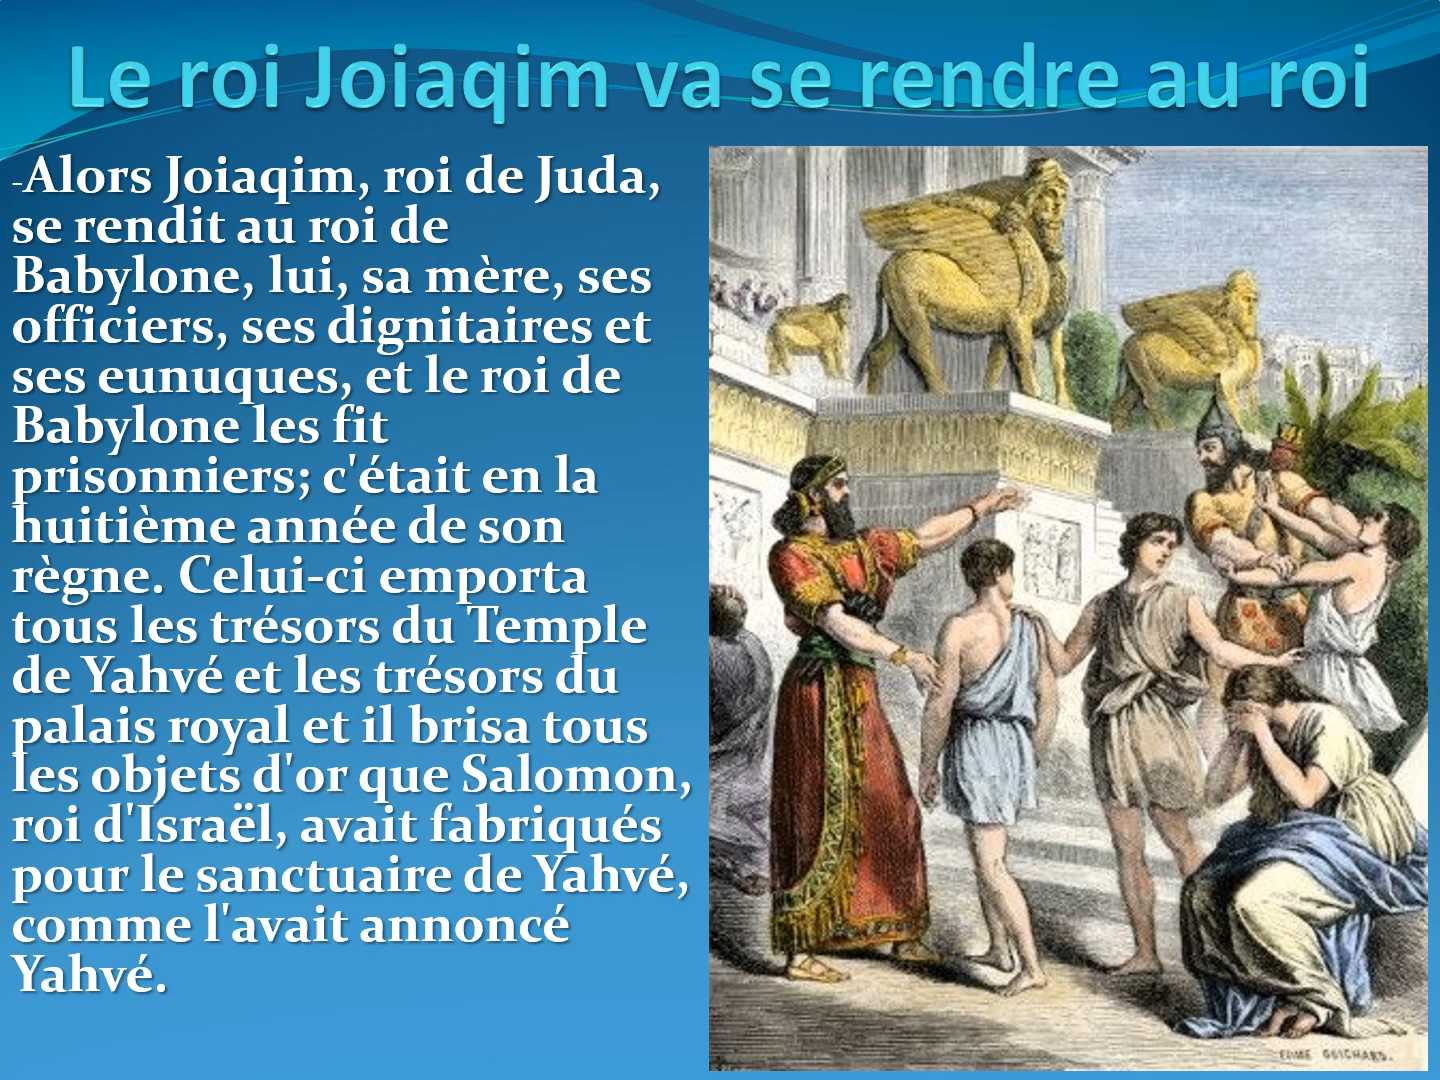 Le roi Joiaqim va se rendre au roi
-Alors Joiaqim, roi de Juda,
se rendit au roi de
Babylone, lui, sa mère, ses
officiers, ses dignitaires et
ses eunuques, et le roi de
Babylone les fit
prisonniers; c'était en la
huitième année de son
règne. Celui-ci emporta
tous les trésors du Temple
de Yahvé et les trésors du
palais royal et il brisa tous
les objets d'or que Salomon,
roi d'Israël, avait fabriqués
pour le sanctuaire de Yahvé,
comme l'avait annoncé
Yahvé.
EDME GUICHARD.